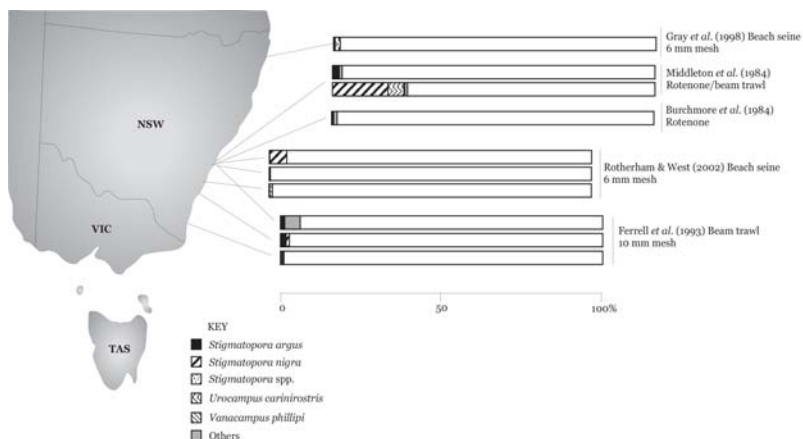 Gray et al. (1998) Beach seine
6 mm mesh
Middleton et al. (1984)
Rotenone/beam trawl
Burchmore et al. (1984)
Rotenone
Rotherham & West (2002) Beach seine
6 mm mesh
Ferrell et al. (1993) Beam trawl
10 mm mesh
NSW
VIC
TAS
0
50
100%
KEY
Stigmatopora argus
Stigmatopora nigra
Stigmatopora spp.
Urocampus carinirostris
Vanacampus phillipi
Others